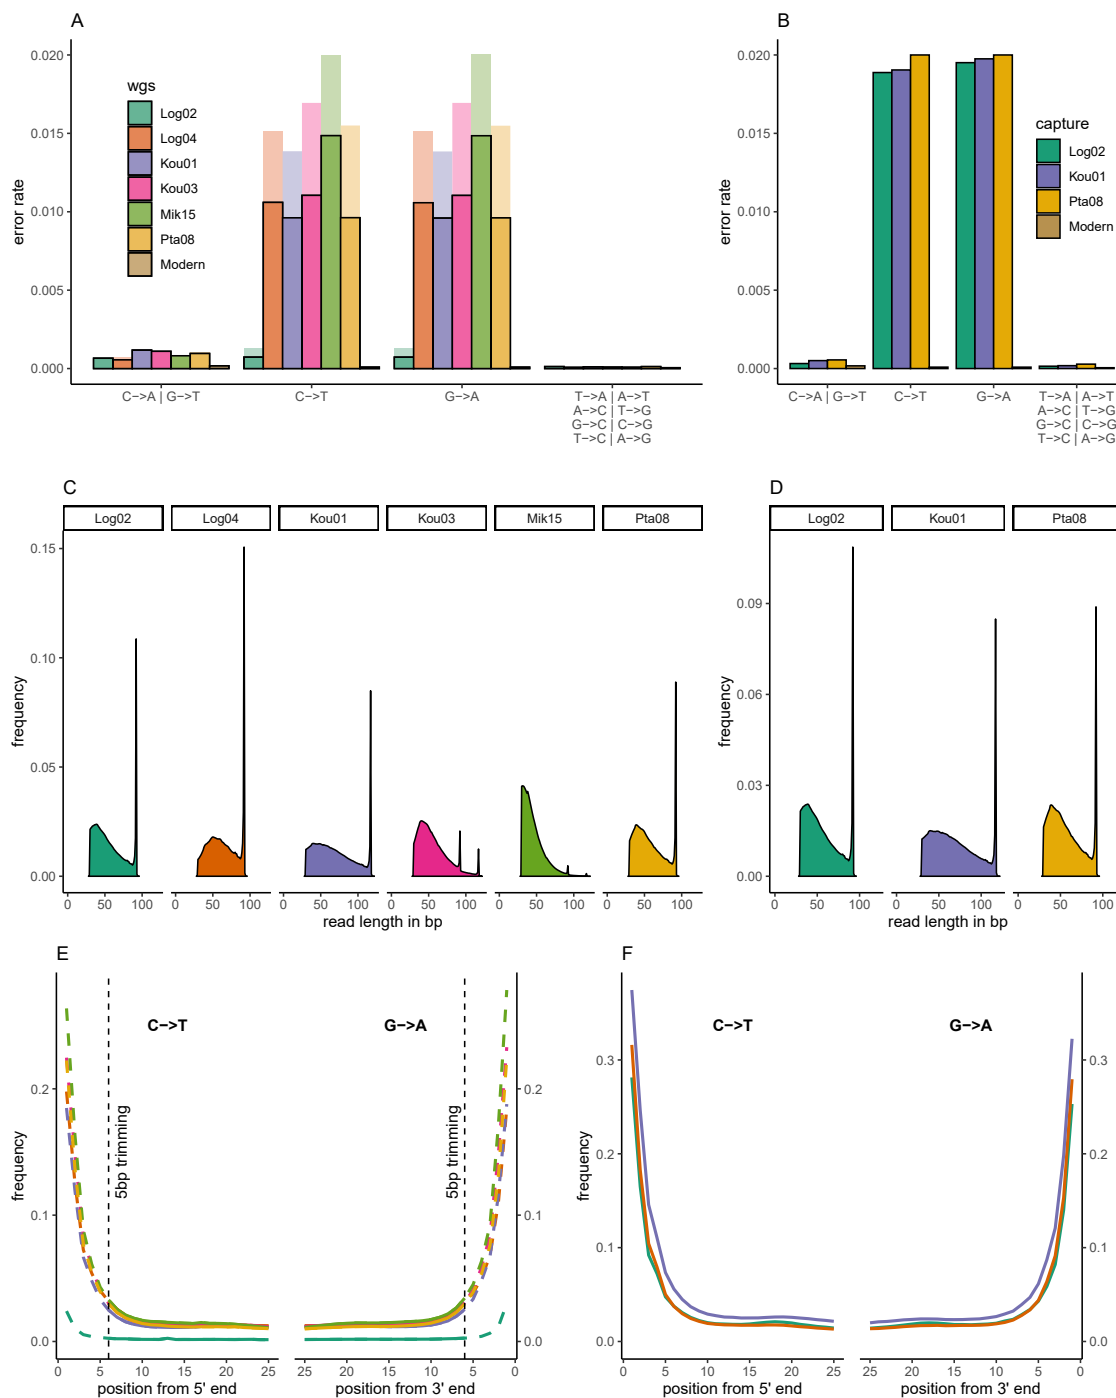 A
B
0.020
0.015
0.010
0.005
0.000
error rate
wgs
Log02
Log04
Kou01
Kou03
Mik15
Pta08
Modern
C->A | G->T
C->T
G->A
T->A | A->T
A->C | T->G
G->C | C->G
T->C | A->G
0.020
0.015
0.010
0.005
0.000
error rate
capture
Log02
Kou01
Pta08
Modern
C->A | G->T
C->T
G->A
T->A | A->T
A->C | T->G
G->C | C->G
T->C | A->G
C
Log02 Log04 Kou01 Kou03 Mik15 Pta08
0.15
0.10
0.05
0.00
frequency
0 50 100 0 50 100 0 50 100 0 50 100 0 50 100 0 50 100
read length in bp
D
Log02 Kou01 Pta08
0.09
0.06
0.03
0.00
frequency
0 50 100 0 50 100 0 50 100
read length in bp
E
C->T
G->A
0.2
0.1
0.0
frequency
5bp trimming
5bp trimming
0.2
0.1
0.0
0 5 10 15 20 25
25 20 15 10 5 0
position from 5' end
position from 3' end
F
C->T
G->A
0.3
0.2
0.1
0.0
frequency
0.3
0.2
0.1
0.0
0 5 10 15 20 25
25 20 15 10 5 0
position from 5' end
position from 3' end